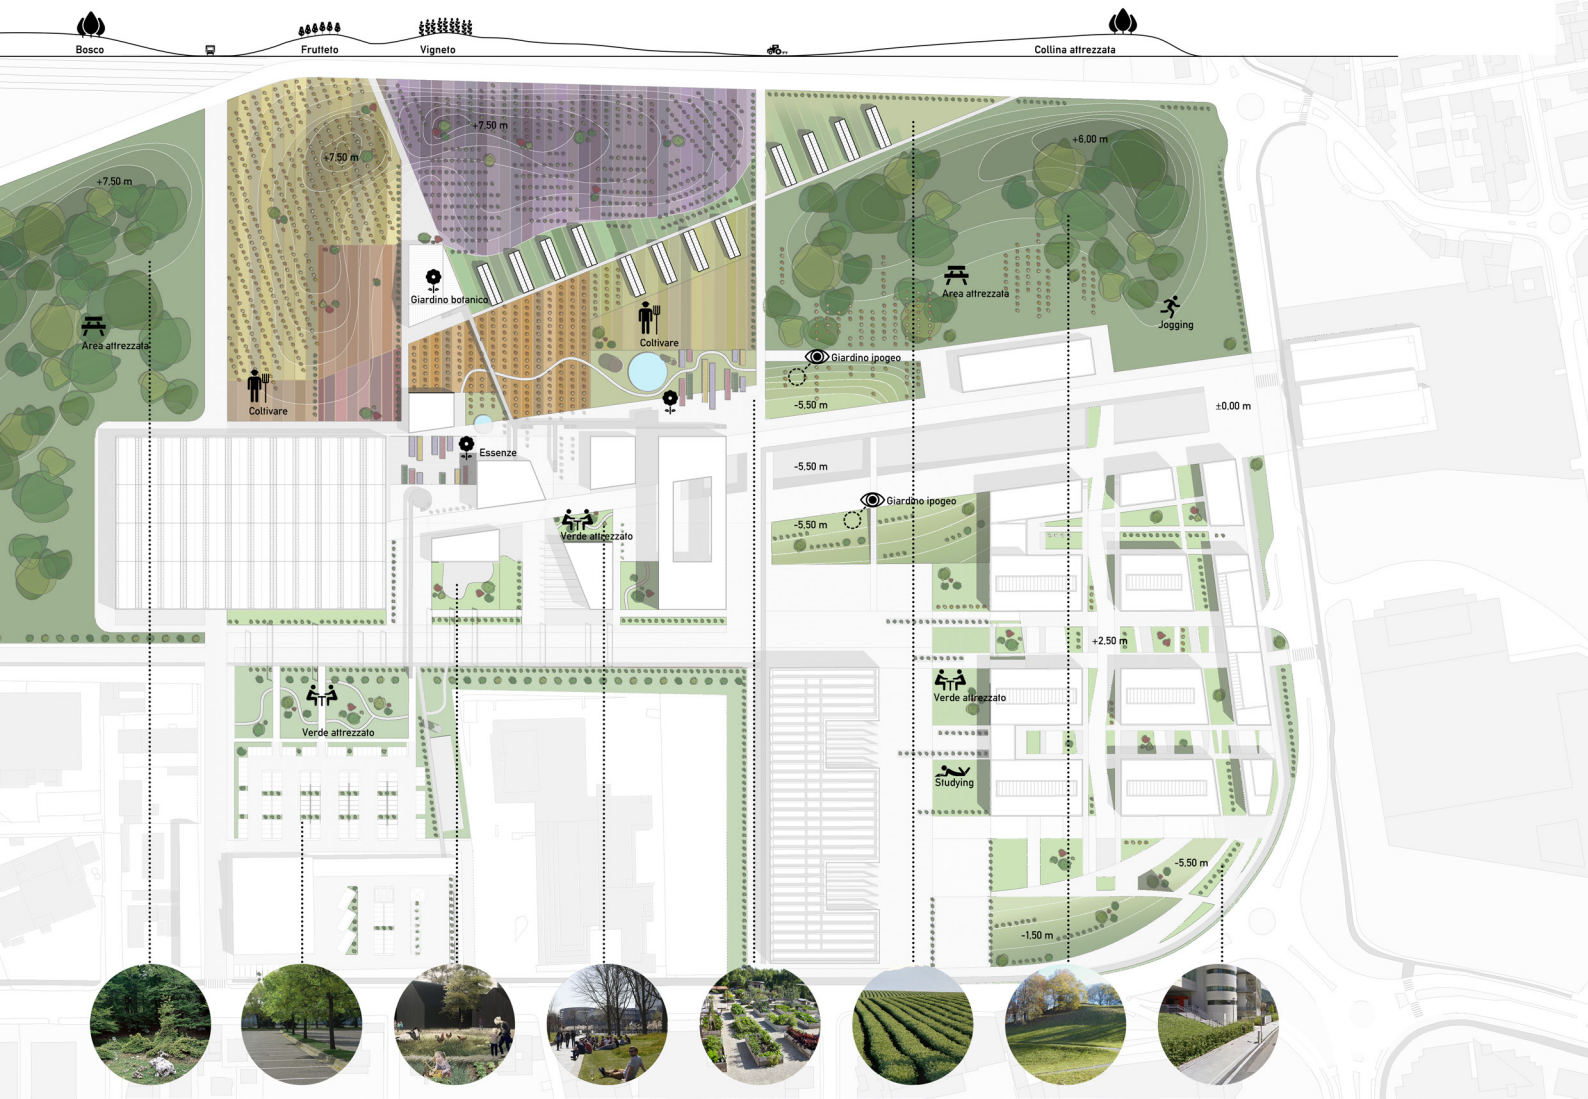 Bosco
Frutteto
Vigneto
Collina attrezzata
+7.50 m
+7.50 m
+7.50 m
+6.00 m
Giardino botanico
Area attrezzata
Jogging
Area attrezzata
Coltivare
Giardino ipogeo
Coltivare
-5.50 m
±0.00 m
Essenze
-5.50 m
Giardino ipogeo
-5.50 m
Verde attrezzato
+2.50 m
Verde attrezzato
Verde attrezzato
Studying
-5.50 m
-1.50 m